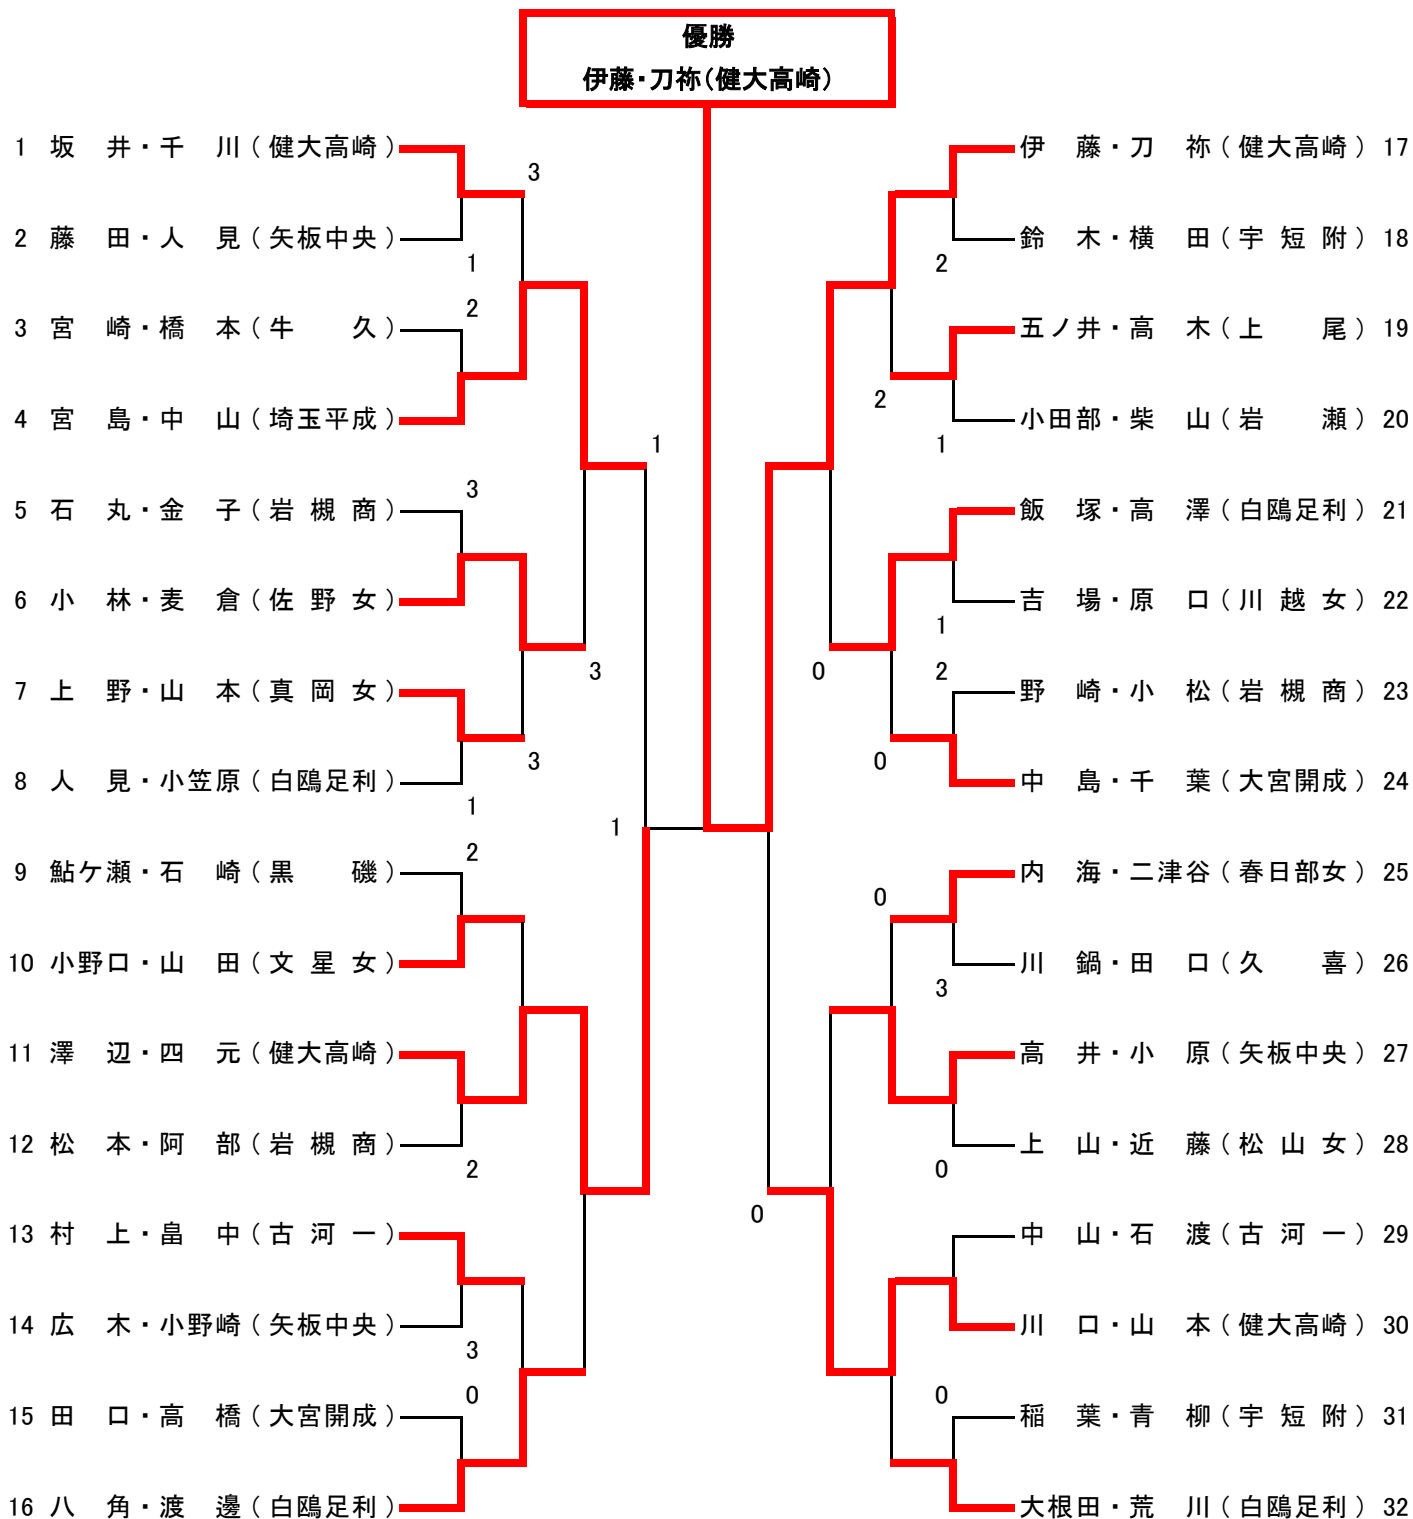 優勝
伊藤・刀祢(健大高崎)
1 坂 井・千 川 ( 健大高崎 )
3
2 藤 田・人 見 ( 矢板中央 )
1
2
3 宮 崎・橋 本 ( 牛 久 )
4 宮 島・中 山 ( 埼玉平成 )
1
3
5 石 丸・金 子 ( 岩 槻 商 )
6 小 林・麦 倉 ( 佐 野 女 )
3
7 上 野・山 本 ( 真 岡 女 )
3
8 人 見・小笠原 ( 白鴎足利 )
1
1
2
9 鮎ケ瀬・石 崎 ( 黒 磯 )
10 小野口・山 田 ( 文 星 女 )
11 澤 辺・四 元 ( 健大高崎 )
12 松 本・阿 部 ( 岩 槻 商 )
2
13 村 上・畠 中 ( 古 河 一 )
14 広 木・小野崎 ( 矢板中央 )
3
0
15 田 口・高 橋 ( 大宮開成 )
16 八 角・渡 邊 ( 白鴎足利 )
伊 藤・刀 祢 ( 健大高崎 ) 17
鈴 木・横 田 ( 宇 短 附 ) 18
2
五ノ井・高 木 ( 上 尾 ) 19
2
小田部・柴 山 ( 岩 瀬 ) 20
1
飯 塚・高 澤 ( 白鴎足利 ) 21
吉 場・原 口 ( 川 越 女 ) 22
1
0
2
野 崎・小 松 ( 岩 槻 商 ) 23
0
中 島・千 葉 ( 大宮開成 ) 24
内 海・二津谷 ( 春日部女 ) 25
0
川 鍋・田 口 ( 久 喜 ) 26
3
高 井・小 原 ( 矢板中央 ) 27
上 山・近 藤 ( 松 山 女 ) 28
0
0
中 山・石 渡 ( 古 河 一 ) 29
川 口・山 本 ( 健大高崎 ) 30
0
稲 葉・青 柳 ( 宇 短 附 ) 31
大根田・荒 川 ( 白鴎足利 ) 32